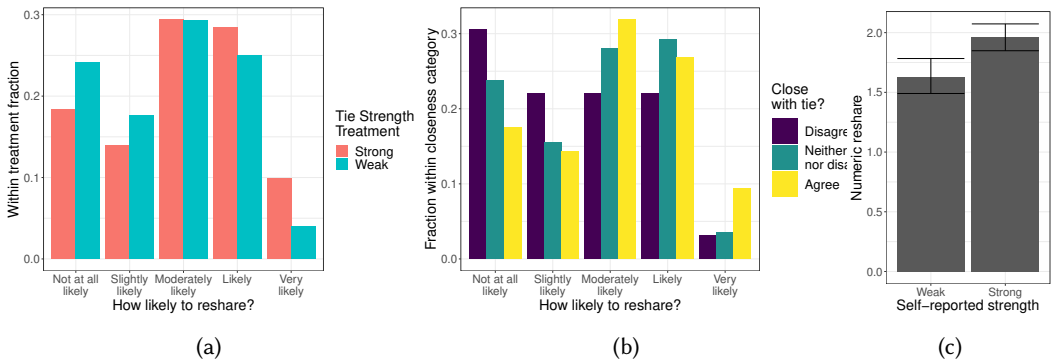 Within treatment fraction
0.3
0.2
0.1
0.0
Not at all
likely
Slightly
likely
Moderately
likely
Likely
Very
likely
How likely to reshare?
Tie Strength
Treatment
Strong
Weak
(a)
Fraction within closeness category
0.3
0.2
0.1
0.0
Not at all
likely
Slightly
likely
Moderately
likely
Likely
Very
likely
How likely to reshare?
Close
with tie?
Disagre
Neither
nor disa
Agree
(b)
Numeric reshare
2.0
1.5
1.0
0.5
0.0
Weak
Strong
Self−reported strength
(c)